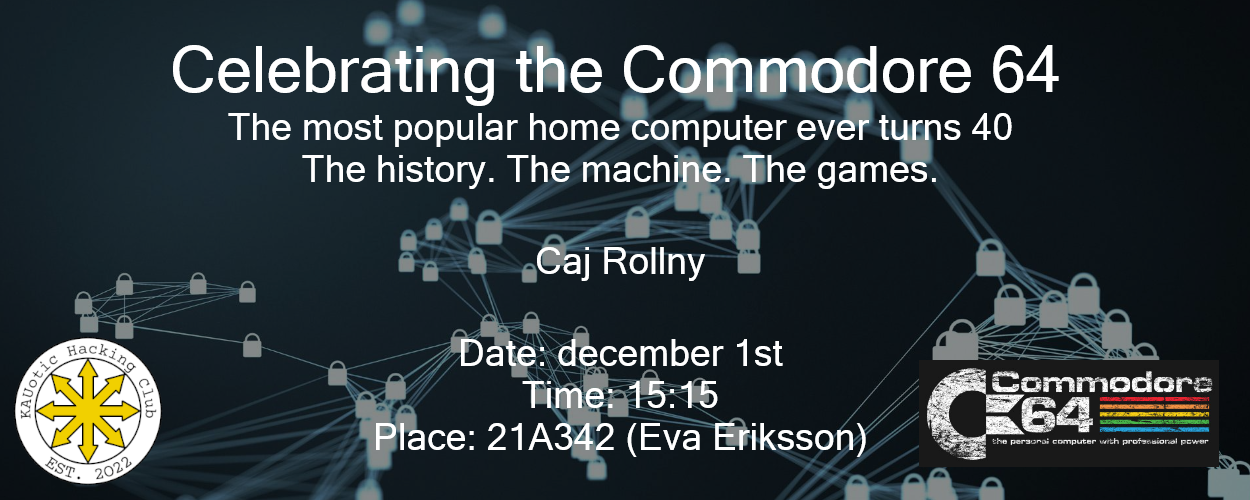 Celebrating the Commodore 64
The most popular home computer ever turns 40
The history. The machine. The games.
Caj Rollny
Date: december 1st
Time: 15:15
Place: 21A342 (Eva Eriksson)
KAUotic Hacking Club
EST. 2022
Commodore
64
the personal computer with professional power